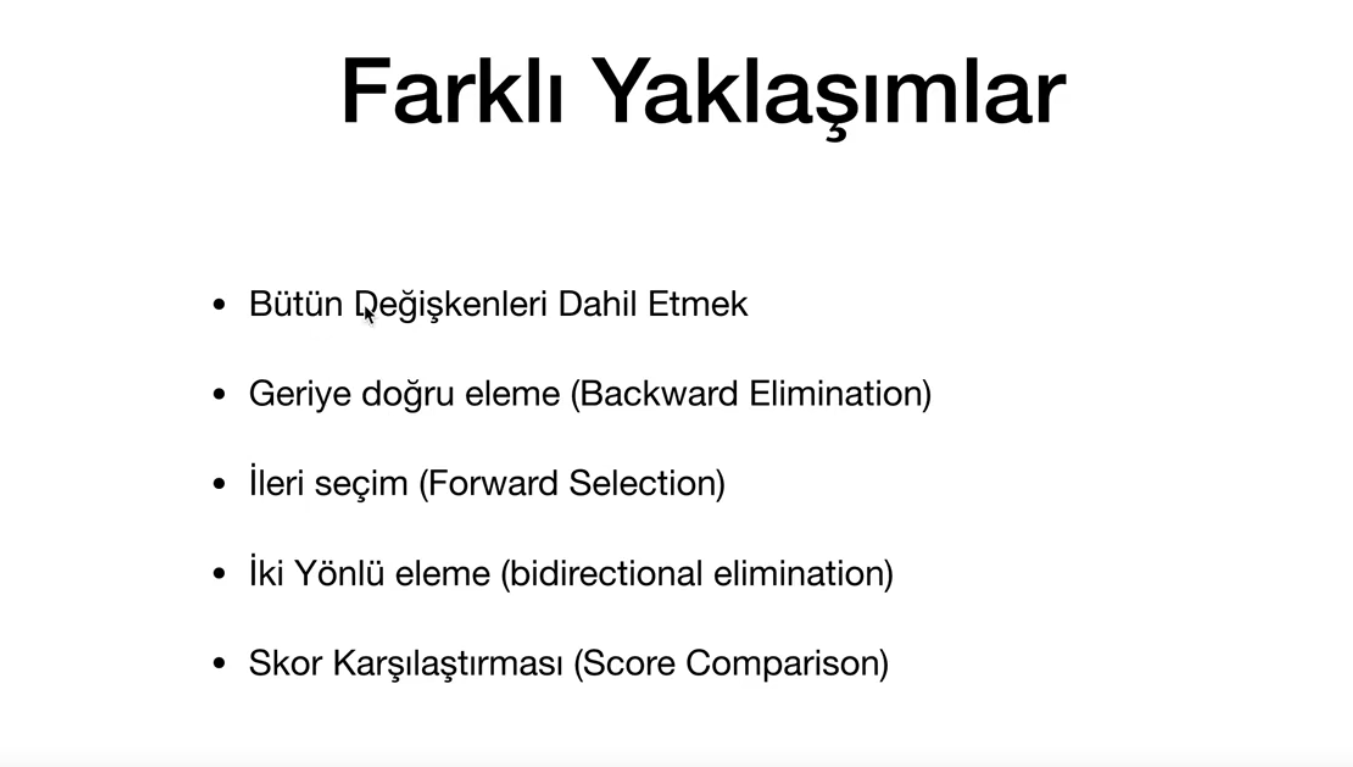 Farklı Yaklaşımlar
• Bütün Değişkenleri Dahil Etmek
• Geriye doğru eleme (Backward Elimination)
• İleri seçim (Forward Selection)
• İki Yönlü eleme (bidirectional elimination)
• Skor Karşılaştırması (Score Comparison)